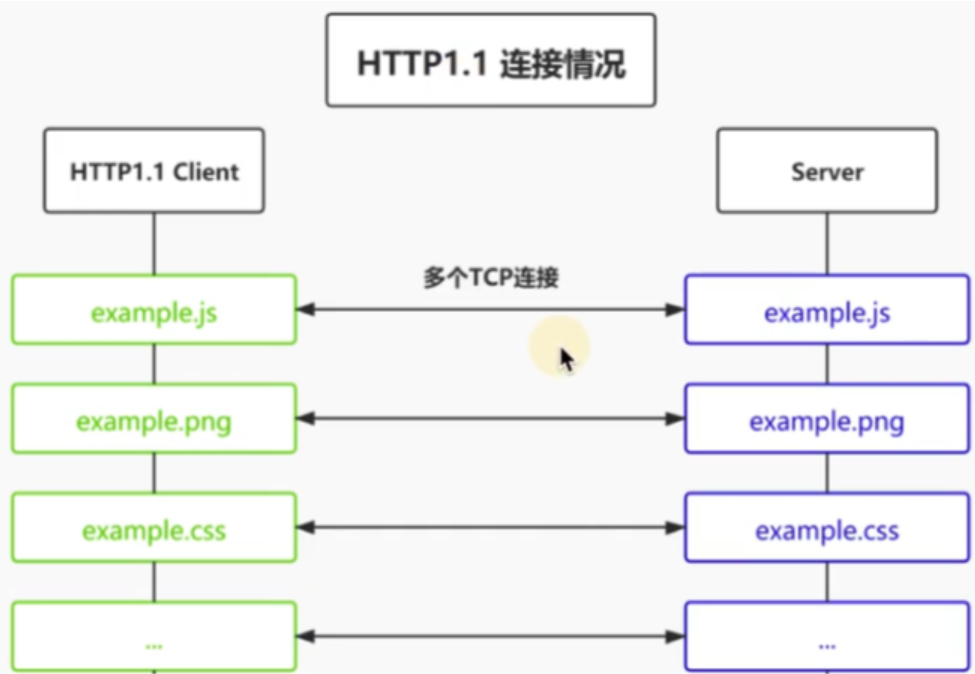 HTTP1.1 连接情况
HTTP1.1 Client
Server
多个TCP连接
example.js
example.js
example.png
example.png
example.css
example.css
...
...